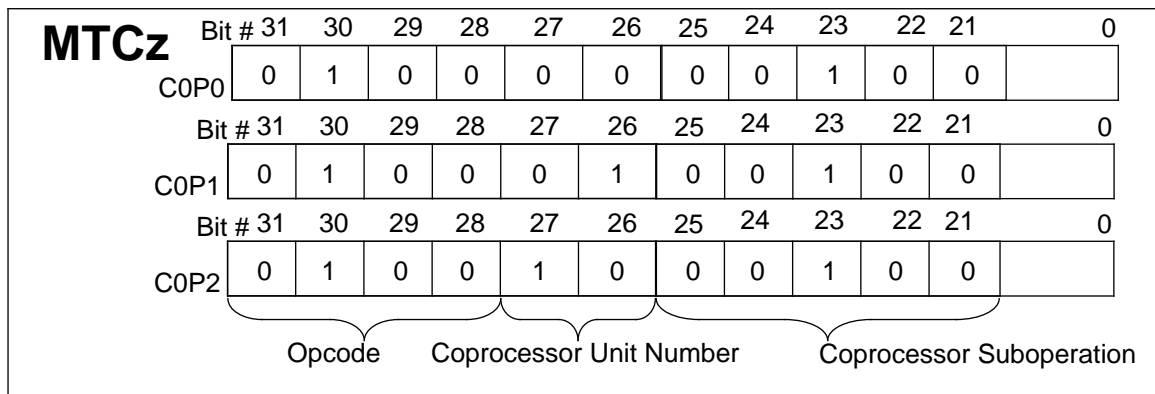 MTCz
Bit # 31 30 29 28 27 26 25 24 23 22 21 0
C0P0 0 1 0 0 0 0 0 0 1 0 0
Bit # 31 30 29 28 27 26 25 24 23 22 21 0
C0P1 0 1 0 0 0 1 0 0 1 0 0
Bit # 31 30 29 28 27 26 25 24 23 22 21 0
C0P2 0 1 0 0 1 0 0 0 1 0 0
Opcode Coprocessor Unit Number Coprocessor Suboperation